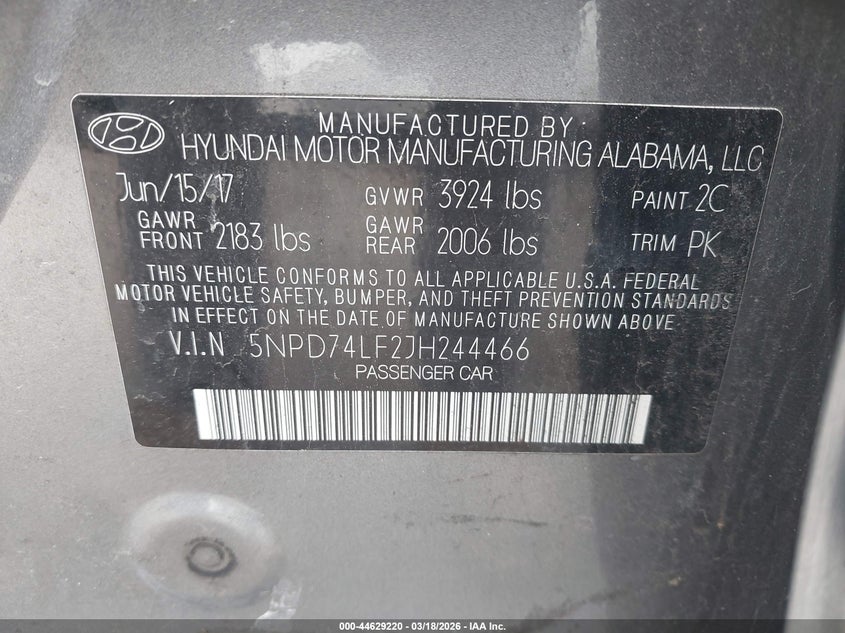 MANUFACTURED BY
HYUNDAI MOTOR MANUFACTURING ALABAMA, LLC
Jun/15/17 GVWR 3924 lbs PAINT 2C
GAWR FRONT 2183 lbs GAWR REAR 2006 lbs TRIM PK
THIS VEHICLE CONFORMS TO ALL APPLICABLE U.S.A. FEDERAL
MOTOR VEHICLE SAFETY, BUMPER, AND THEFT PREVENTION STANDARDS
IN EFFECT ON THE DATE OF MANUFACTURE SHOWN ABOVE.
V.I.N 5NPD74LF2JH244466
PASSENGER CAR
000-44629220 — 03/18/2026 — IAA Inc.